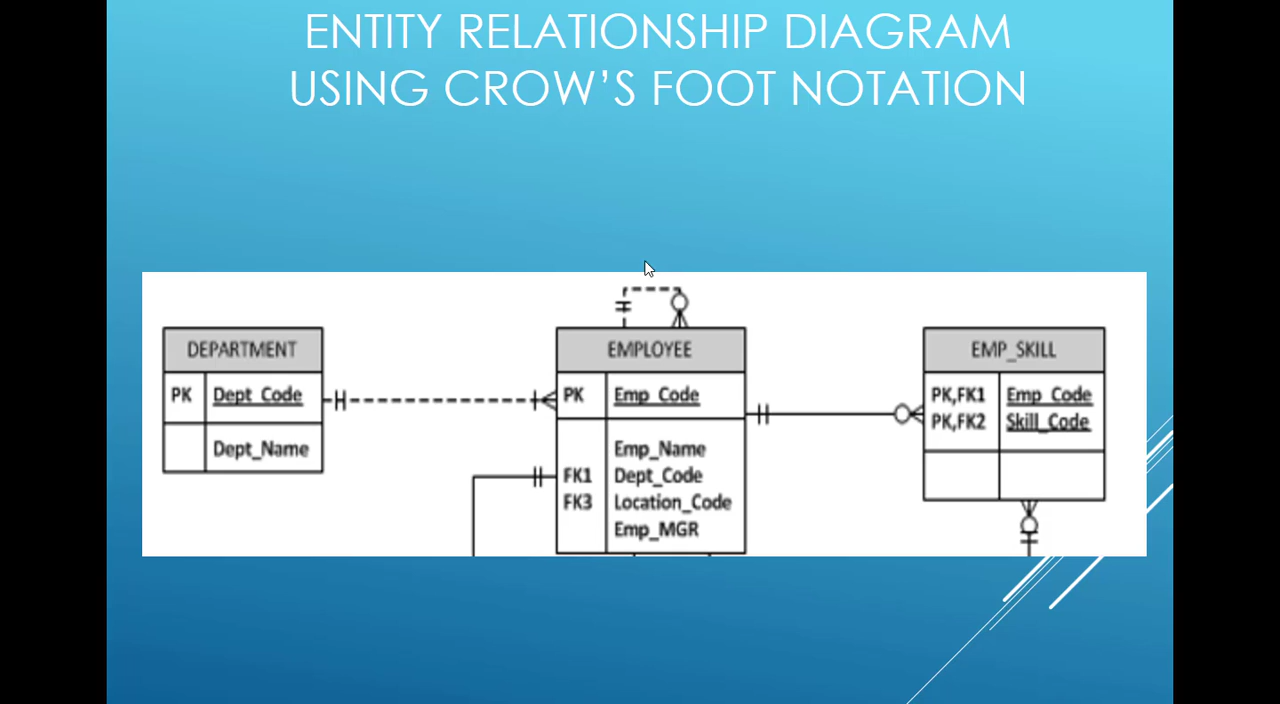 ENTITY RELATIONSHIP DIAGRAM
USING CROW'S FOOT NOTATION
DEPARTMENT
PK Dept_Code
Dept_Name
EMPLOYEE
PK Emp_Code
Emp_Name
FK1 Dept_Code
FK3 Location_Code
Emp_MGR
EMP_SKILL
PK,FK1 Emp_Code
PK,FK2 Skill_Code